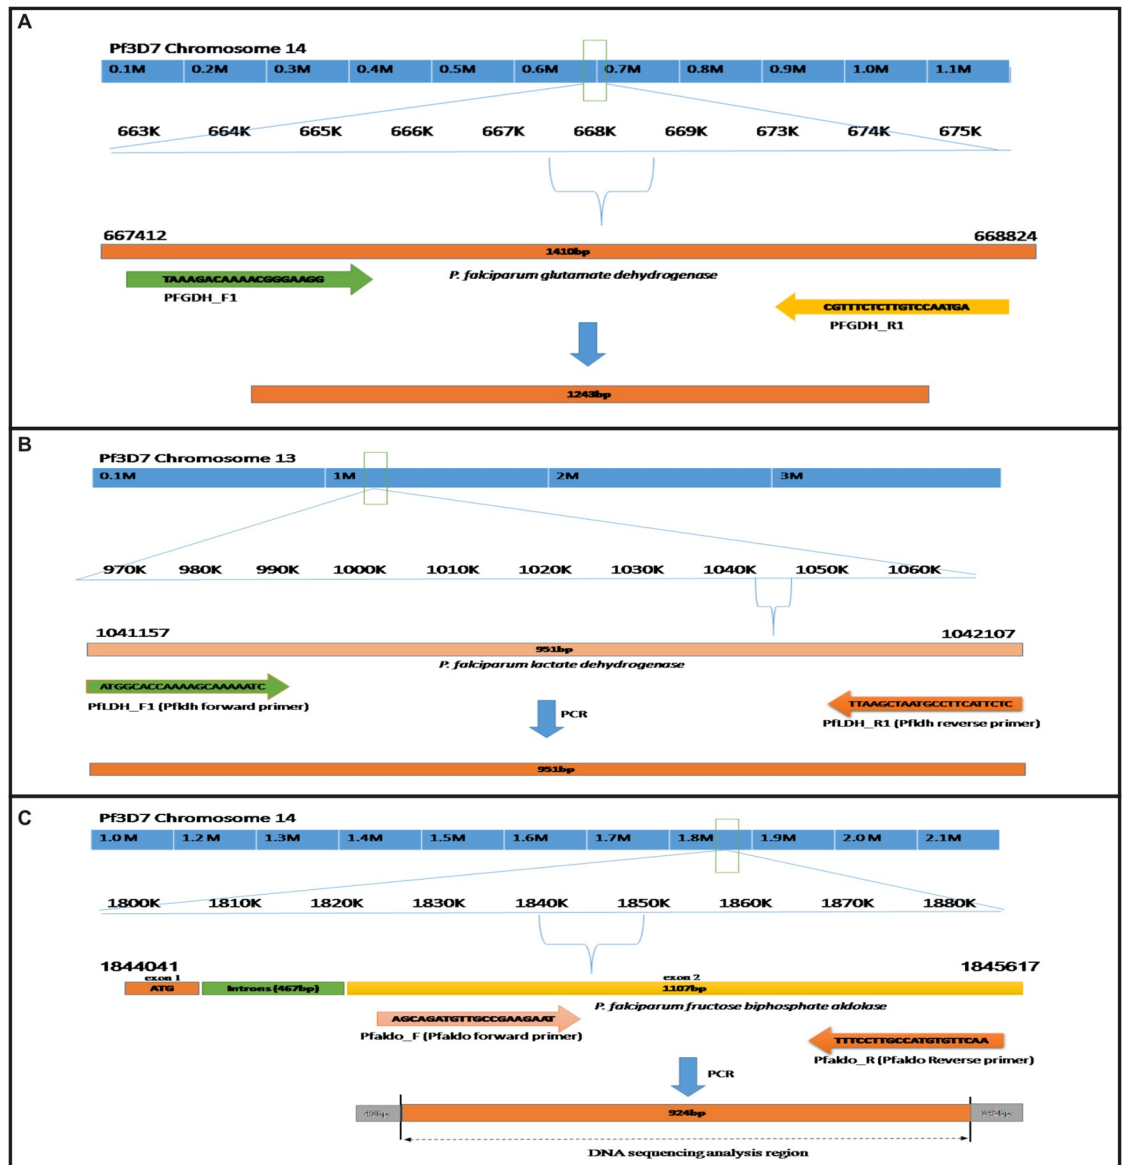 A
Pf3D7 Chromosome 14
0.1M 0.2M 0.3M 0.4M 0.5M 0.6M 0.7M 0.8M 0.9M 1.0M 1.1M
663K 664K 665K 666K 667K 668K 669K 673K 674K 675K
667412 668824
1410bp
P. falciparum glutamate dehydrogenase
TAAAGACAAAACGGGAAGG
PFGDH_F1
CGTTTCTCTTGTCCAATGA
PFGDH_R1
1243bp
B
Pf3D7 Chromosome 13
0.1M 1M 2M 3M
970K 980K 990K 1000K 1010K 1020K 1030K 1040K 1050K 1060K
1041157 1042107
951bp
P. falciparum lactate dehydrogenase
ATGGCACCAAAAGCAAAAATC
PfLDH_F1 (Pfldh forward primer)
TTAAGCTAATGCCTTCATTCTC
PfLDH_R1 (Pfldh reverse primer)
PCR
951bp
C
Pf3D7 Chromosome 14
1.0 M 1.2 M 1.3M 1.4M 1.5M 1.6M 1.7M 1.8M 1.9M 2.0 M 2.1M
1800K 1810K 1820K 1830K 1840K 1850K 1860K 1870K 1880K
1844041 1845617
exon 1 exon 2
ATG Introns (467bp) 1107bp
P. falciparum fructose biphosphate aldolase
AGCAGATGTTGCCGAAGAAT
Pfaldo_F (Pfaldo forward primer)
TTTCCTTGCCATGTGTTCAA
Pfaldo_R (Pfaldo Reverse primer)
PCR
924bp
DNA sequencing analysis region